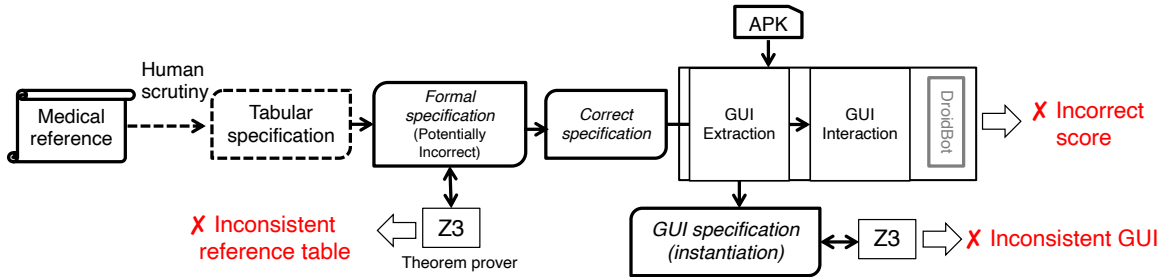 APK
Human
scrutiny
Medical
reference
Tabular
specification
Formal
specification
(Potentially
Incorrect)
Correct
specification
GUI
Extraction
GUI
Interaction
DroidBot
✗ Incorrect
score
✗ Inconsistent
reference table
Z3
Theorem prover
GUI specification
(instantiation)
Z3
✗ Inconsistent GUI